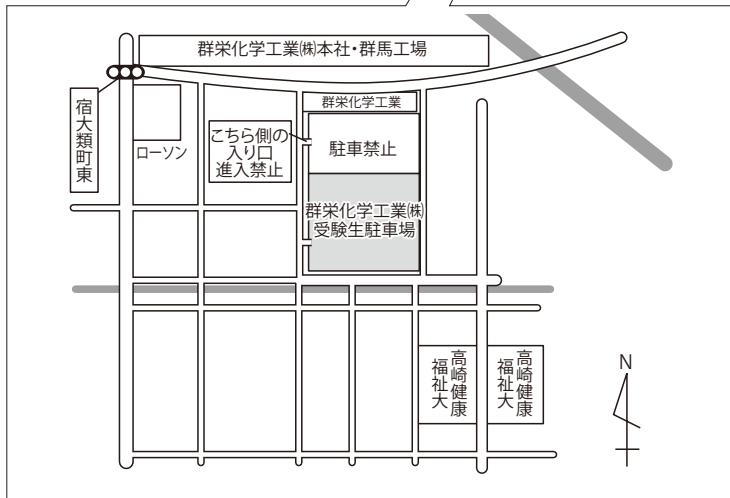 群栄化学工業㈱本社・群馬工場
群栄化学工業
宿大類町東
ローソン
こちら側の
入り口
進入禁止
駐車禁止
群栄化学工業㈱
受験生駐車場
高崎健康
福祉大
高崎健康
福祉大
N